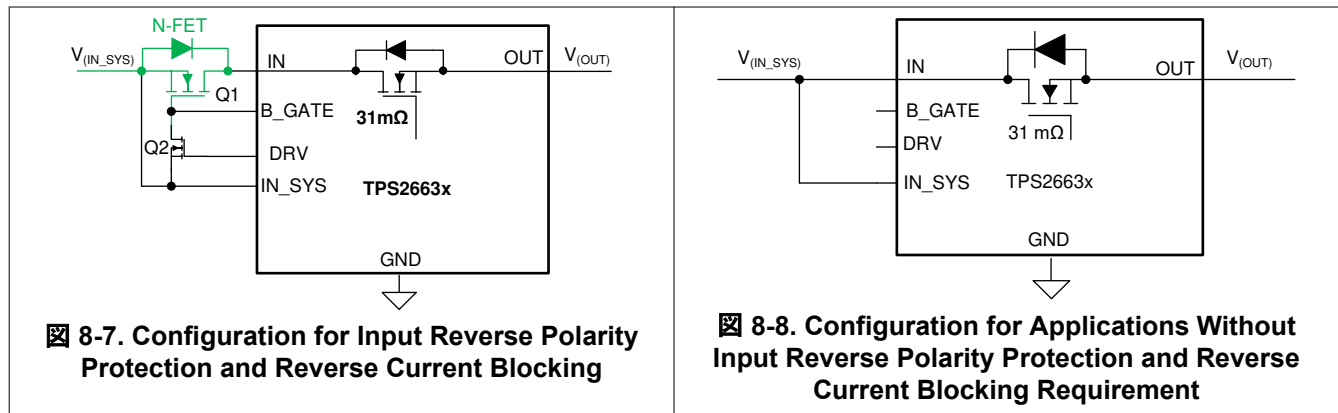 N-FET
V(IN_SYS)
IN
OUT
V(OUT)
Q1
B_GATE
31mΩ
Q2
DRV
IN_SYS
TPS2663x
GND
図 8-7. Configuration for Input Reverse Polarity
Protection and Reverse Current Blocking
V(IN_SYS)
IN
OUT
V(OUT)
B_GATE
31 mΩ
DRV
IN_SYS
TPS2663x
GND
図 8-8. Configuration for Applications Without
Input Reverse Polarity Protection and Reverse
Current Blocking Requirement